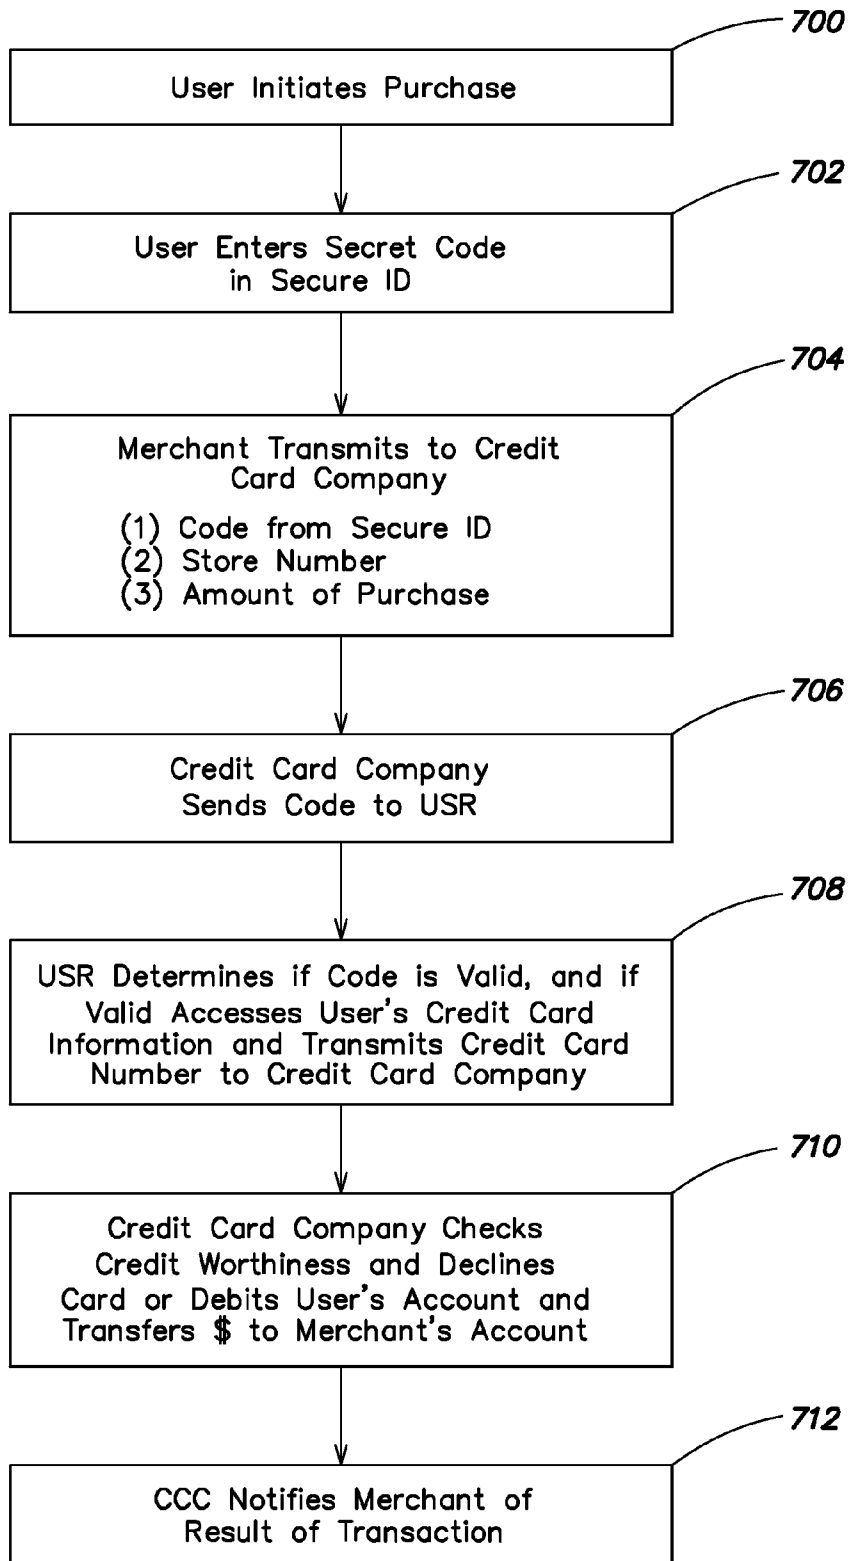 700
User Initiates Purchase
702
User Enters Secret Code
in Secure ID
704
Merchant Transmits to Credit
Card Company
(1) Code from Secure ID
(2) Store Number
(3) Amount of Purchase
706
Credit Card Company
Sends Code to USR
708
USR Determines if Code is Valid, and if
Valid Accesses User's Credit Card
Information and Transmits Credit Card
Number to Credit Card Company
710
Credit Card Company Checks
Credit Worthiness and Declines
Card or Debits User's Account and
Transfers $ to Merchant's Account
712
CCC Notifies Merchant of
Result of Transaction